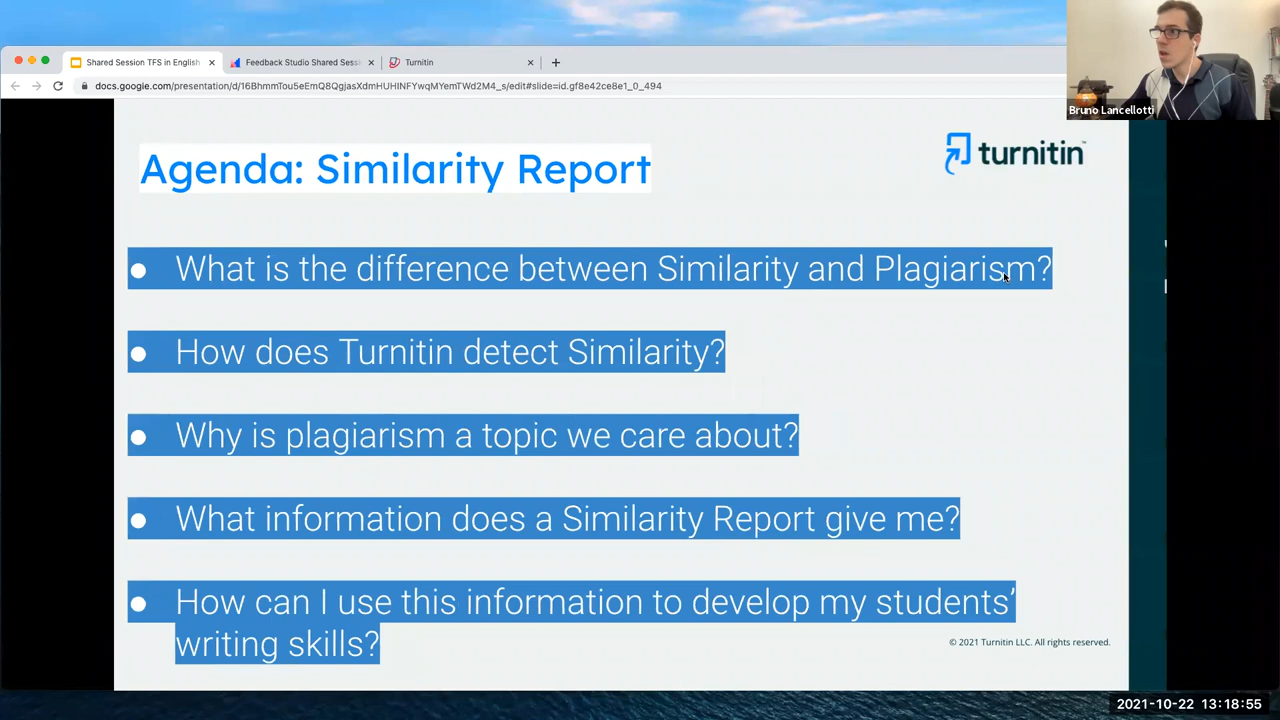 Shared Session TFS in English
Feedback Studio Shared Sessi
Turnitin
docs.google.com/presentation/d/16BhmmTou5eEmQ8QgjasXdmHUHINFYwqMYemTWd2M4_s/edit#slide=id.gf8e42ce8e1_0_494
Bruno Lancellotti
Agenda: Similarity Report
turnitin™
● What is the difference between Similarity and Plagiarism?
● How does Turnitin detect Similarity?
● Why is plagiarism a topic we care about?
● What information does a Similarity Report give me?
● How can I use this information to develop my students’
writing skills?
© 2021 Turnitin LLC. All rights reserved.
2021-10-22 13:18:55